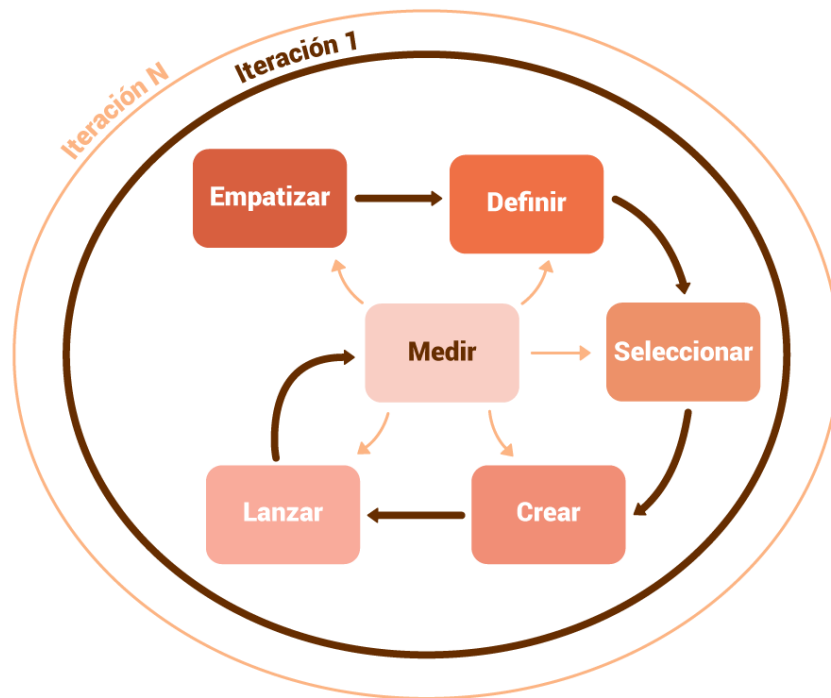 Iteración N
Iteración 1
Empatizar
Definir
Medir
Seleccionar
Lanzar
Crear